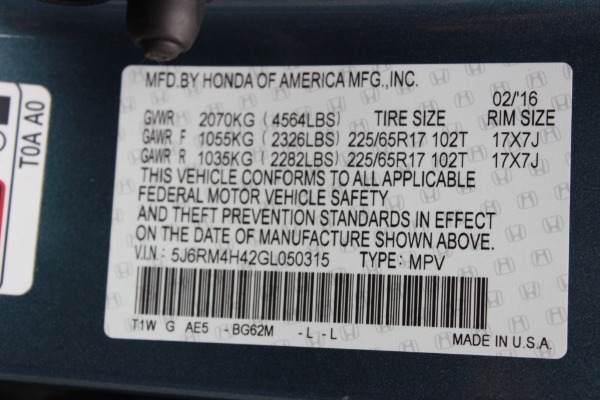 MFD.BY HONDA OF AMERICA MFG.,INC.
02/'16
GVWR 2070KG (4564LBS) TIRE SIZE RIM SIZE
GAWR F 1055KG (2326LBS) 225/65R17 102T 17X7J
GAWR R 1035KG (2282LBS) 225/65R17 102T 17X7J
THIS VEHICLE CONFORMS TO ALL APPLICABLE
FEDERAL MOTOR VEHICLE SAFETY
AND THEFT PREVENTION STANDARDS IN EFFECT
ON THE DATE OF MANUFACTURE SHOWN ABOVE.
V.I.N.: 5J6RM4H42GL050315 TYPE: MPV
T1W G AE5 - BG62M - L - L
MADE IN U.S.A.
T0A A0